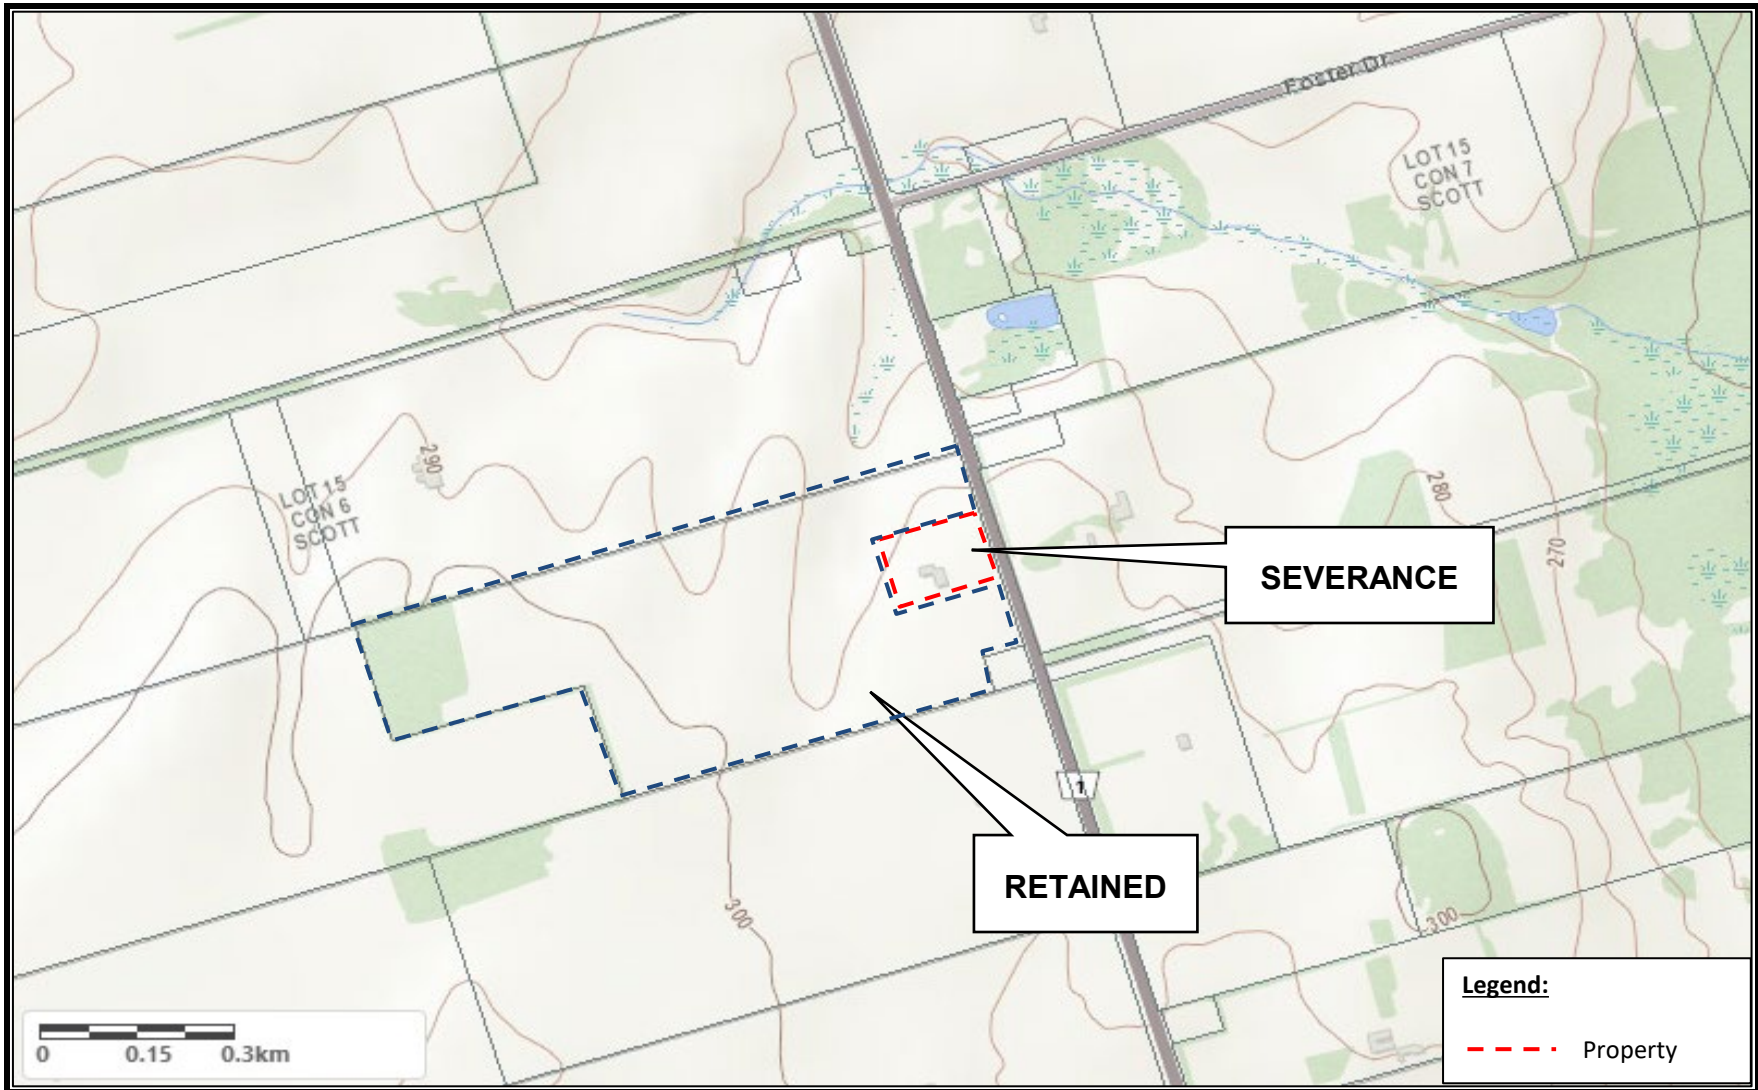 Foster Dr
LOT 15
CON 7
SCOTT
290
LOT 15
CON 6
SCOTT
280
270
SEVERANCE
1
RETAINED
300
300
Legend:
Property
0 0.15 0.3km